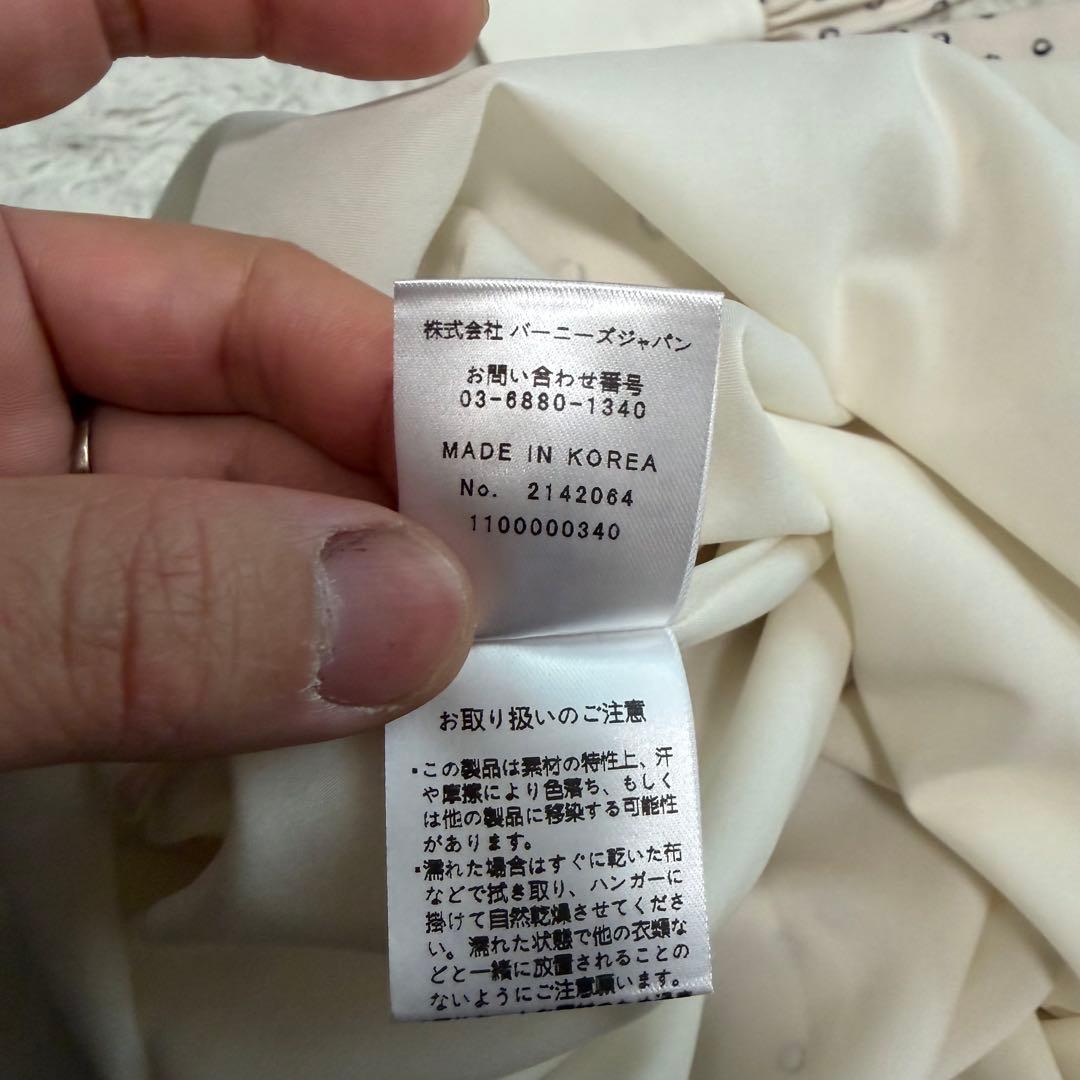 株式会社 バーニーズジャパン
お問い合わせ番号
03-6880-1340
MADE IN KOREA
No. 2142064
1100000340
お取り扱いのご注意
・この製品は素材の特性上、汗
や摩擦により色落ち、もしく
は他の製品に移染する可能性
があります。
・濡れた場合はすぐに乾いた布
などで拭き取り、ハンガーに
掛けて自然乾燥させてくださ
い。濡れた状態で他の衣類な
どと一緒に放置されることの
ないようにご注意願います。